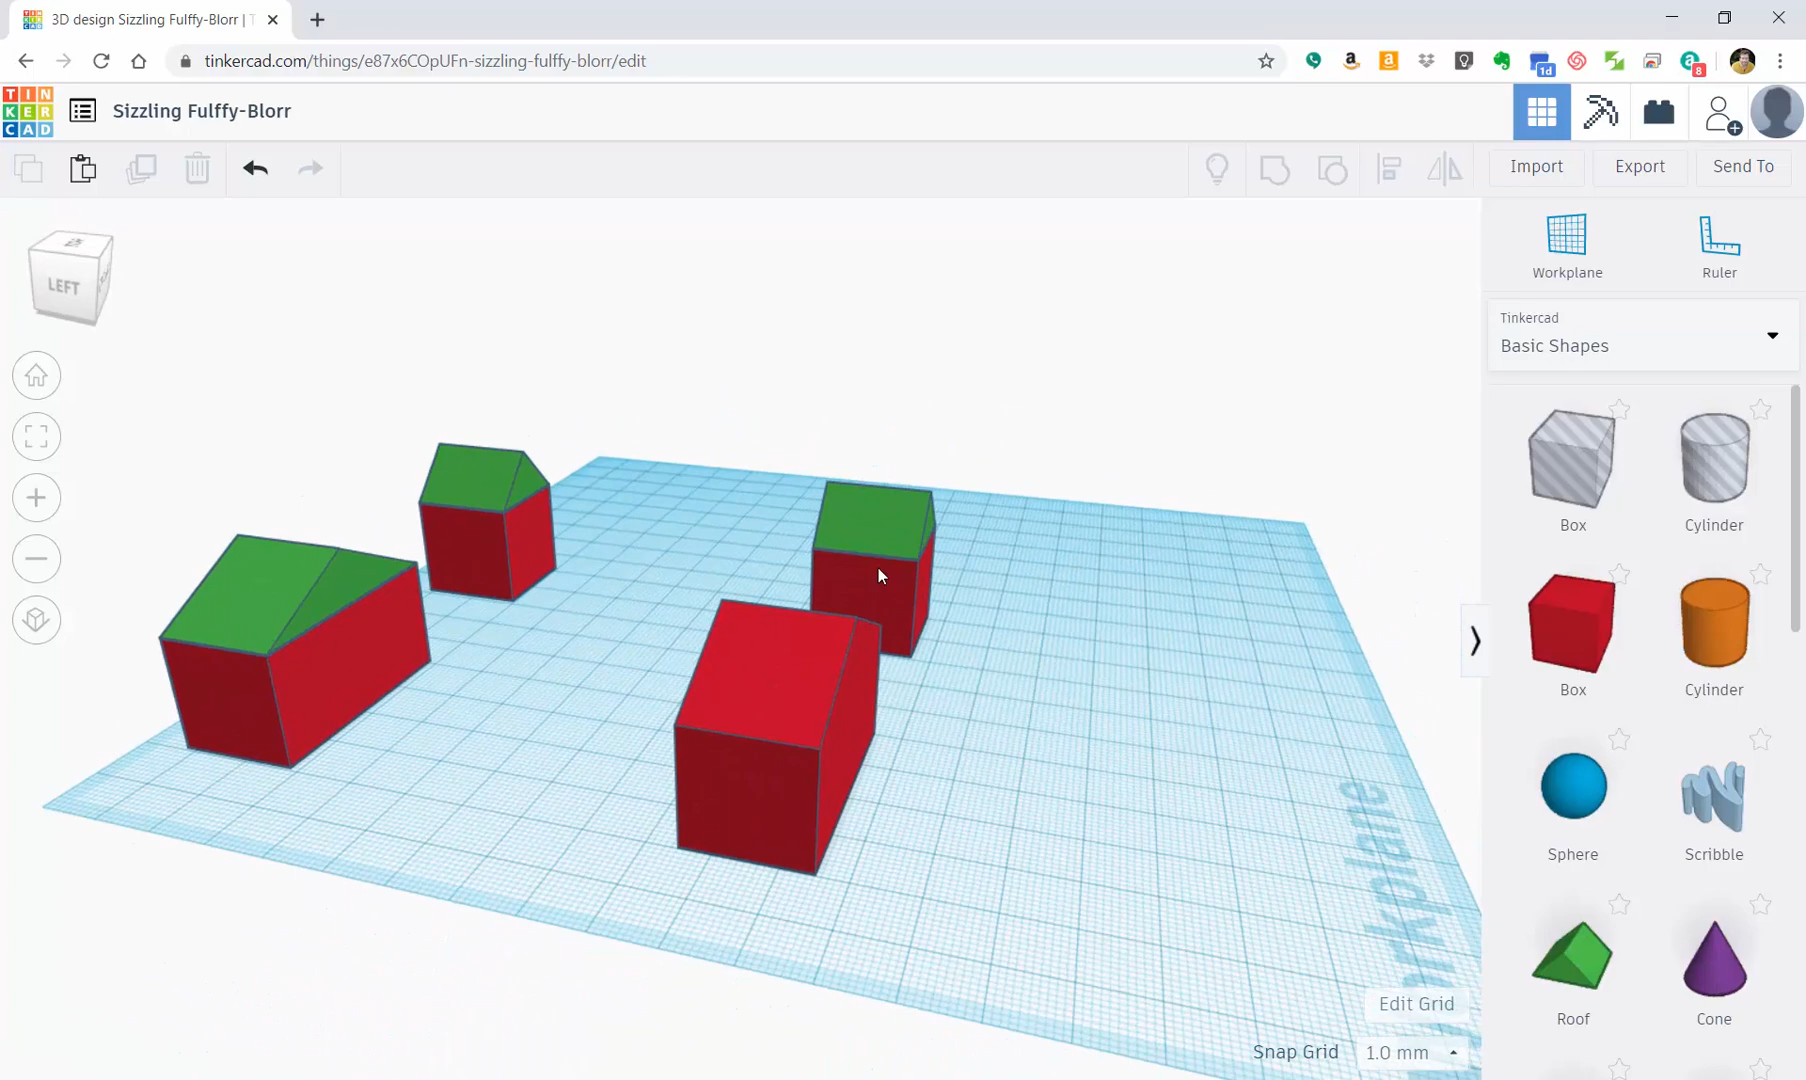 3D design Sizzling Fulffy-Blorr | T
tinkercad.com/things/e87x6COpUFn-sizzling-fulffy-blorr/edit
1d
8
TIN
KER
CAD
Sizzling Fulffy-Blorr
Import
Export
Send To
LEFT
Workplane
Ruler
Tinkercad
Basic Shapes
Box
Cylinder
Box
Cylinder
Sphere
Scribble
Roof
Cone
Workplane
Edit Grid
Snap Grid 1.0 mm